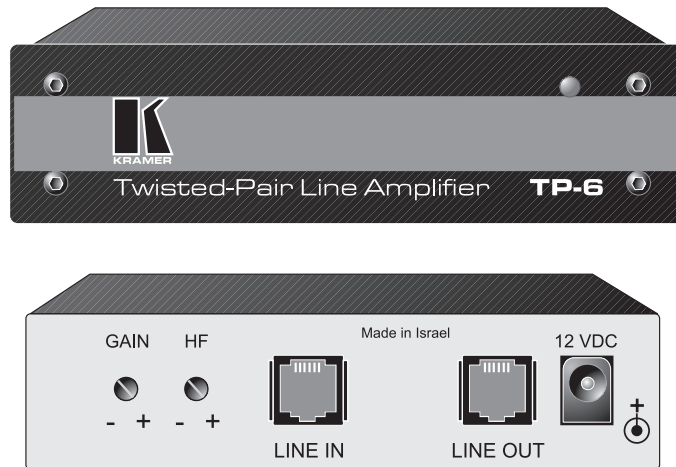 KRAMER
Twisted-Pair Line Amplifier TP-6
Made in Israel
GAIN HF 12 VDC
- + - + +
LINE IN LINE OUT